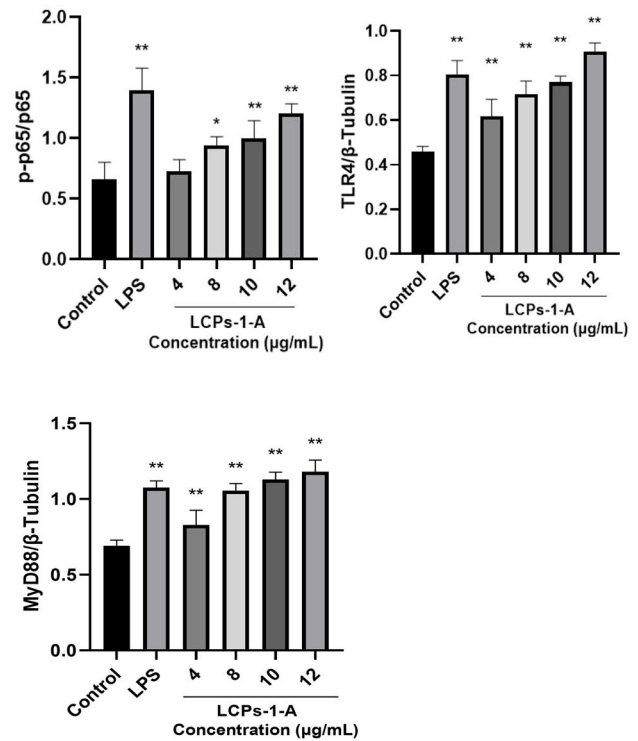 p-p65/p65
2.0
1.5
1.0
0.5
0.0
**
*
**
**
Control
LPS
4
8
10
12
LCPs-1-A
Concentration (µg/mL)
TLR4/β-Tubulin
1.0
0.8
0.6
0.4
0.2
0.0
**
**
**
**
**
Control
LPS
4
8
10
12
LCPs-1-A
Concentration (µg/mL)
MyD88/β-Tubulin
1.5
1.0
0.5
0.0
**
**
**
**
**
Control
LPS
4
8
10
12
LCPs-1-A
Concentration (µg/mL)